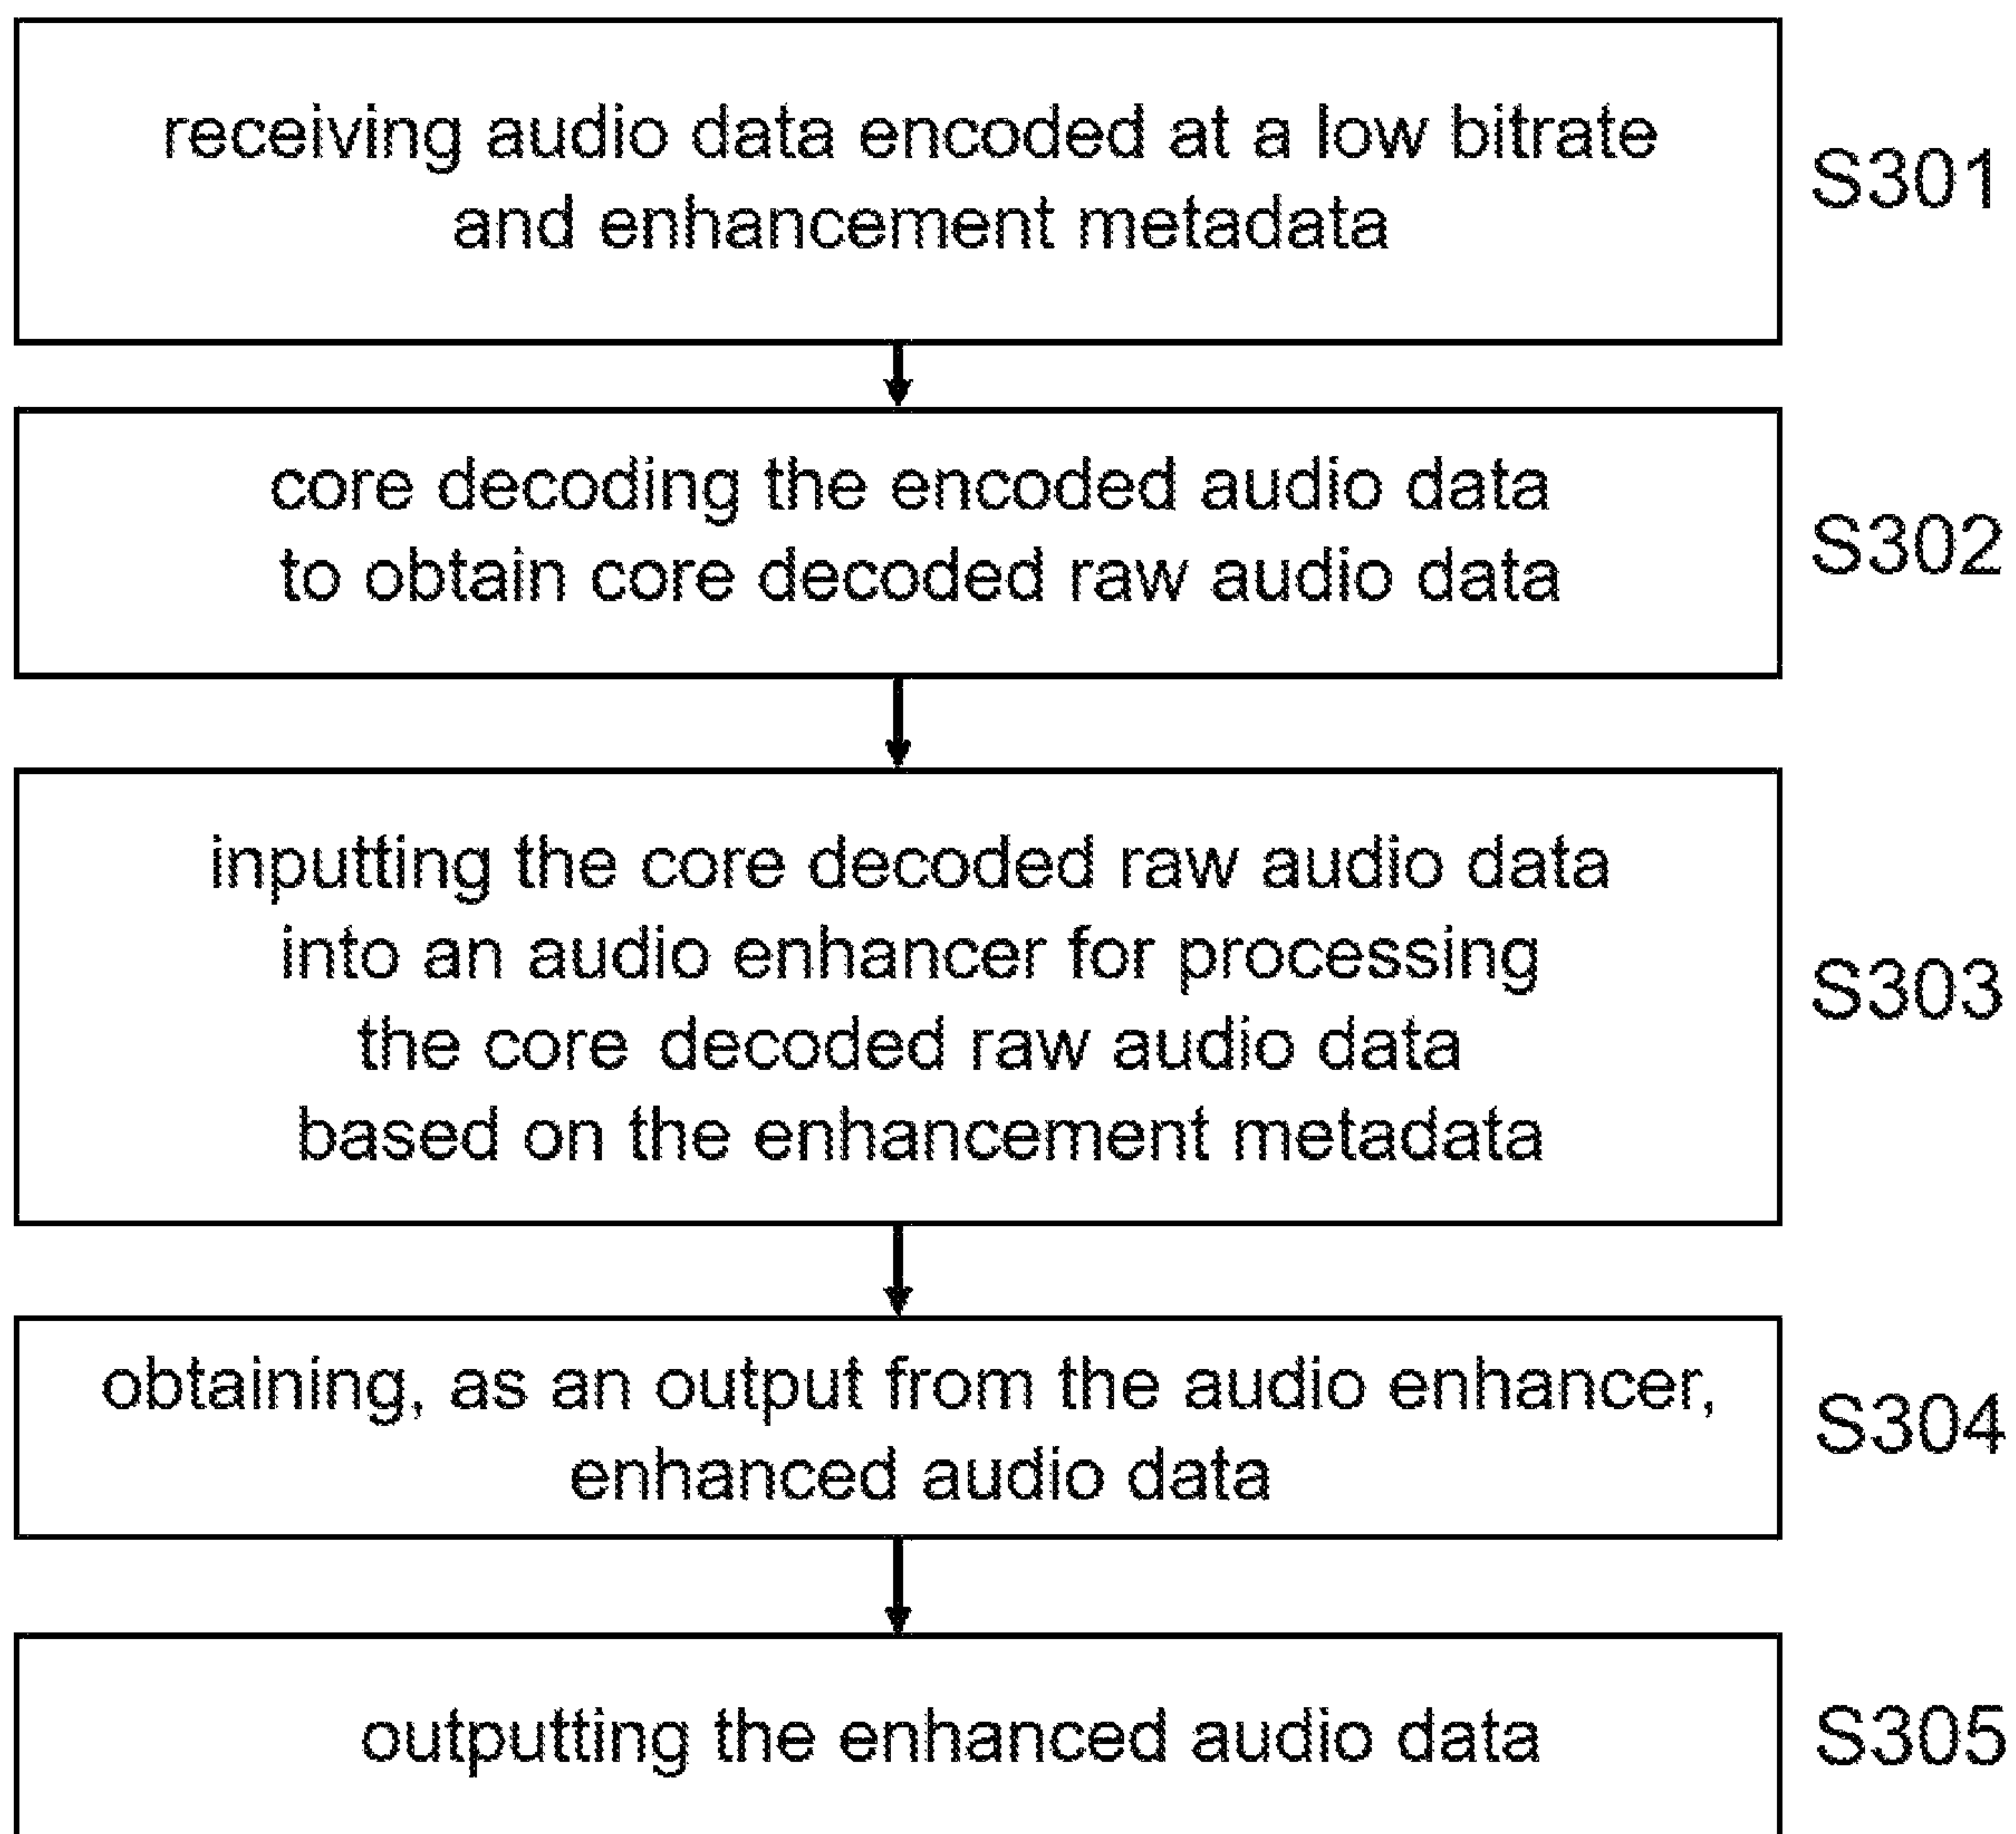 receiving audio data encoded at a low bitrate
and enhancement metadata
S301
core decoding the encoded audio data
to obtain core decoded raw audio data
S302
inputting the core decoded raw audio data
into an audio enhancer for processing
the core decoded raw audio data
based on the enhancement metadata
S303
obtaining, as an output from the audio enhancer,
enhanced audio data
S304
outputting the enhanced audio data
S305